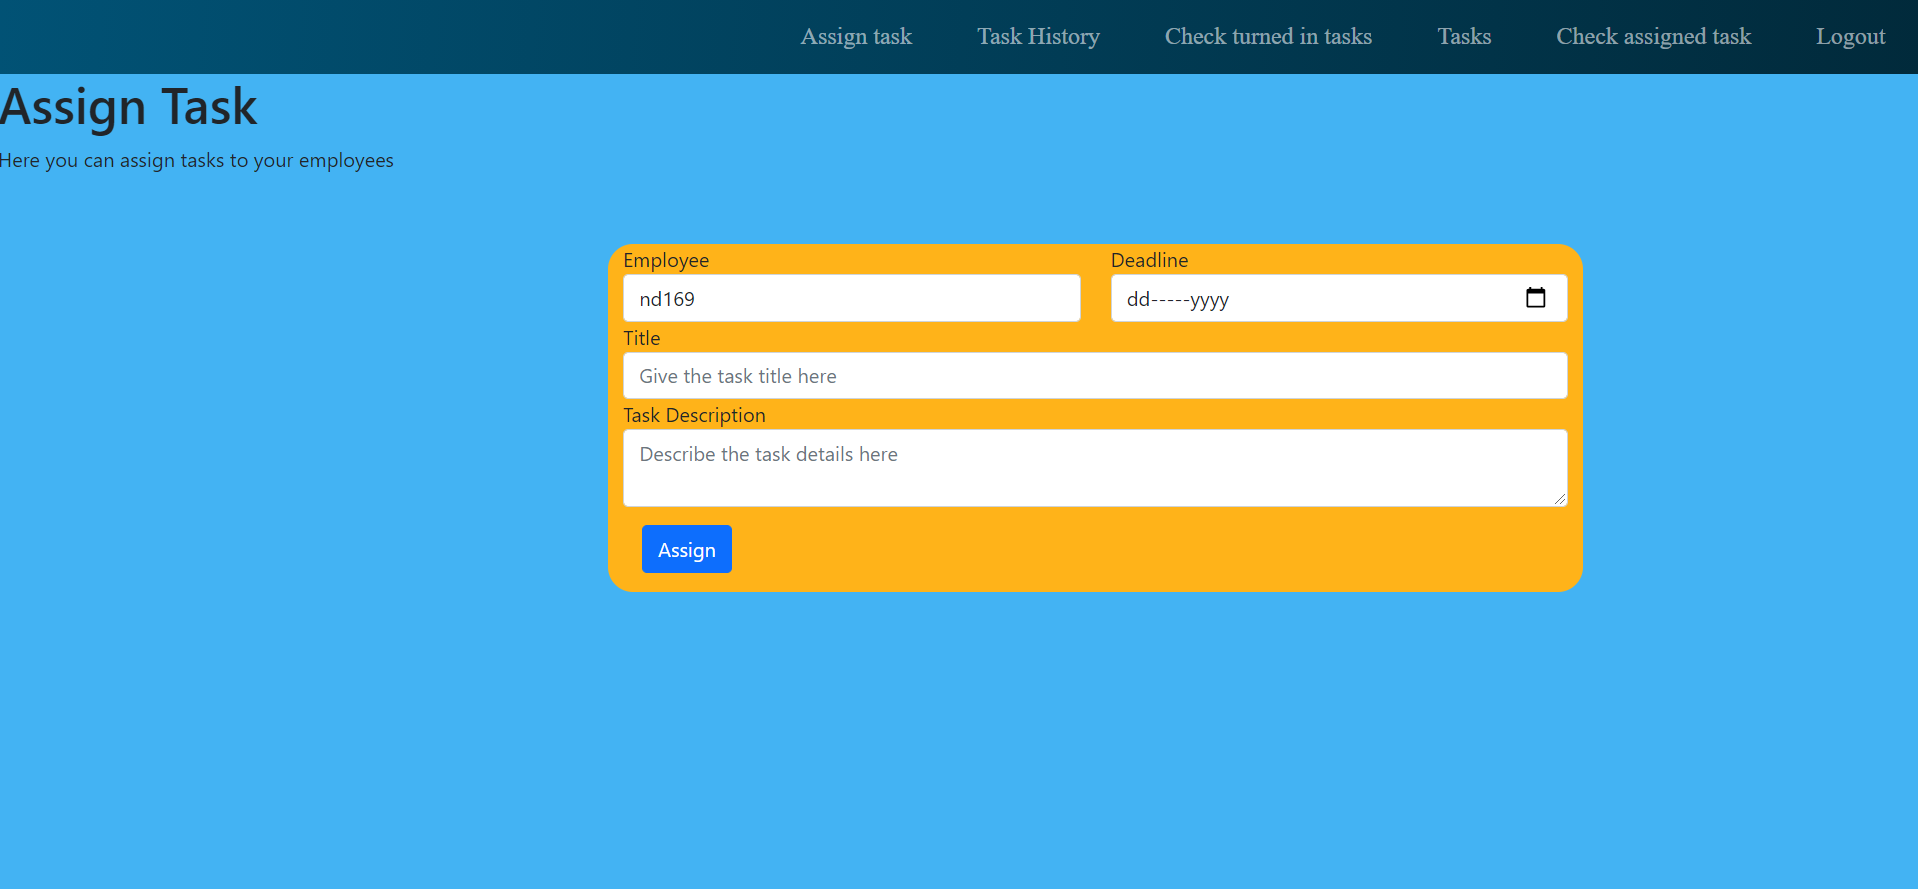 Assign task Task History Check turned in tasks Tasks Check assigned task Logout
Assign Task
Here you can assign tasks to your employees
Employee Deadline
nd169 dd-----yyyy
Title
Give the task title here
Task Description
Describe the task details here
Assign